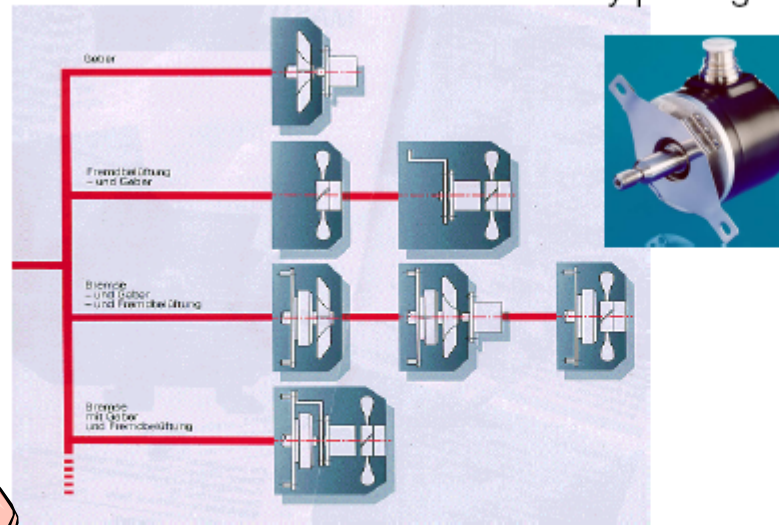 Geber
Fremdbelüftung
– und Geber
Bremse
– und Geber
– und Fremdbelüftung
Bremse
mit Geber
und Fremdbelüftung